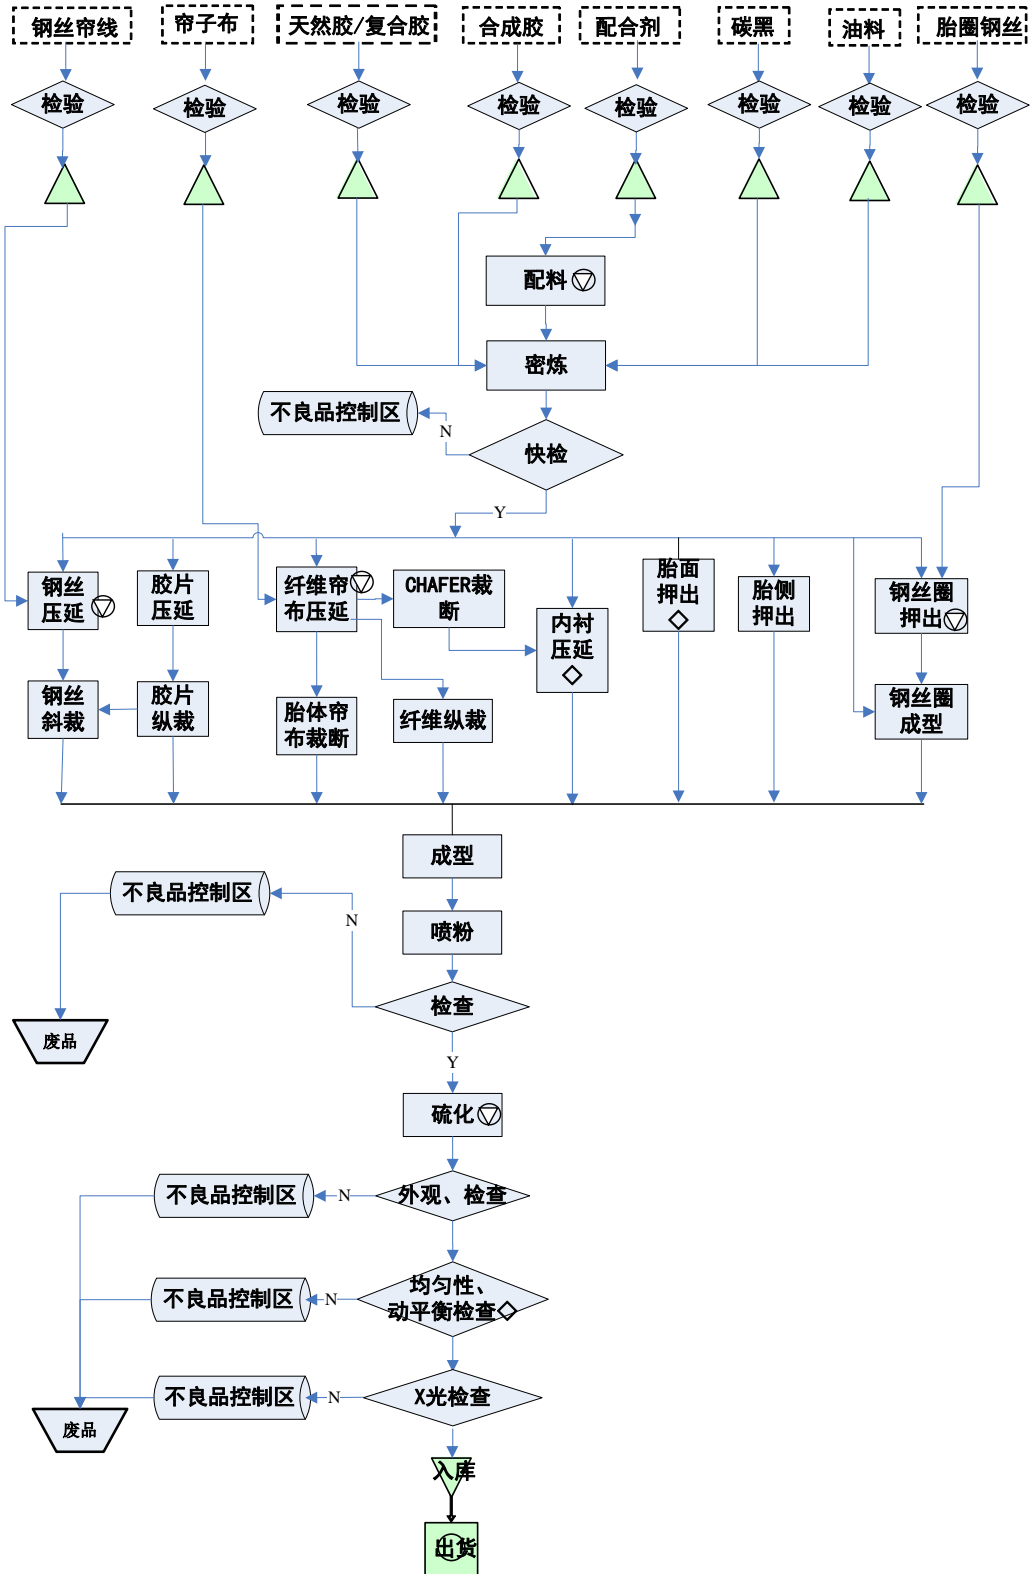 钢丝帘线
帘子布
天然胶/复合胶
合成胶
配合剂
碳黑
油料
胎圈钢丝
检验
检验
检验
检验
检验
检验
检验
检验
配料
密炼
不良品控制区
N
快检
Y
钢丝
压延
胶片
压延
纤维帘
布压延
CHAFER裁
断
内衬
压延
胎面
押出
胎侧
押出
钢丝圈
押出
钢丝
斜裁
胶片
纵裁
胎体帘
布裁断
纤维纵裁
钢丝圈
成型
成型
不良品控制区
N
喷粉
检查
废品
Y
硫化
不良品控制区
N
外观、检查
不良品控制区
N
均匀性、
动平衡检查
不良品控制区
N
X光检查
废品
入库
出货